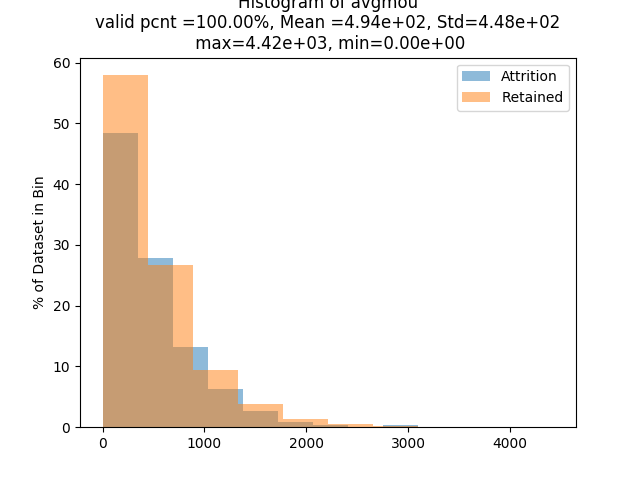 Histogram of avgmou
valid pcnt =100.00%, Mean =4.94e+02, Std=4.48e+02
max=4.42e+03, min=0.00e+00
Attrition
Retained
% of Dataset in Bin
60
50
40
30
20
10
0
0 1000 2000 3000 4000